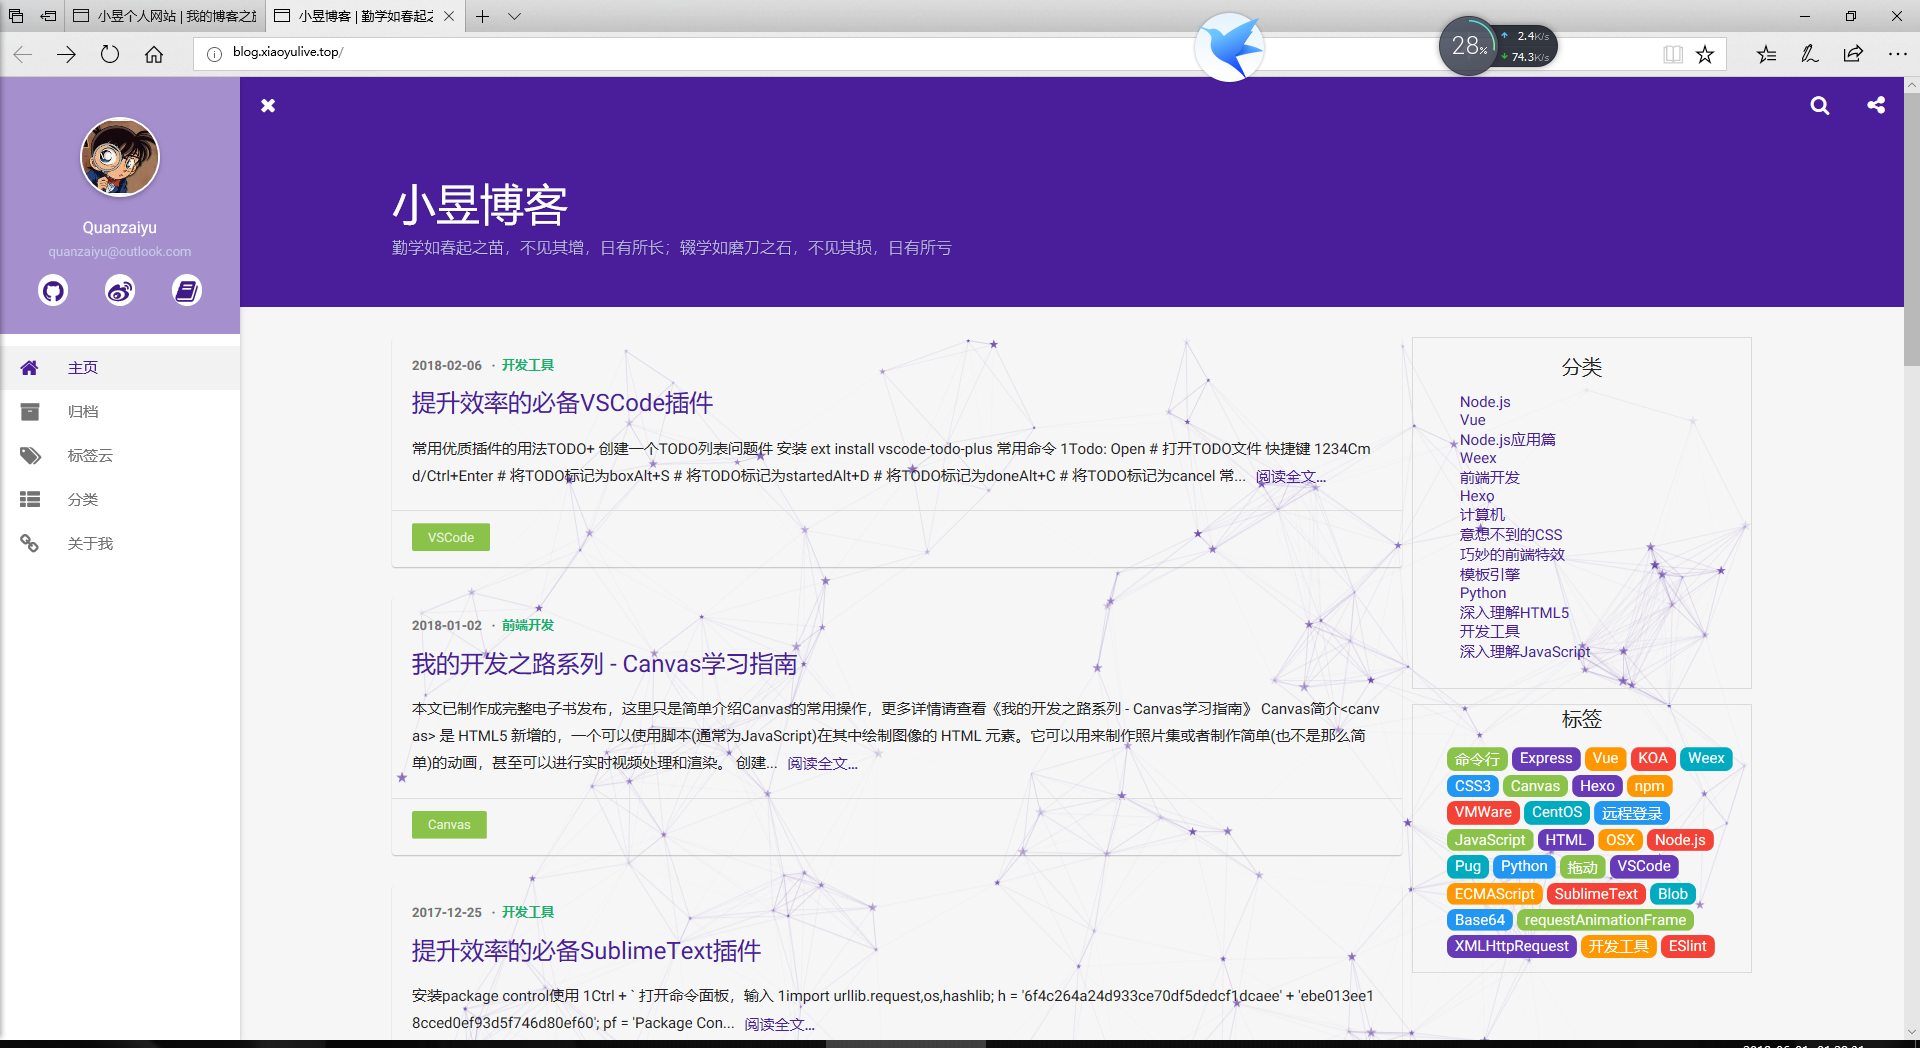 小昱个人网站 | 我的博客之旅
小昱博客 | 勤学如春起之
blog.xiaoyulive.top/
28%
2.4K/s
74.3K/s
Quanzaiyu
quanzaiyu@outlook.com
主页
归档
标签云
分类
关于我
小昱博客
勤学如春起之苗，不见其增，日有所长；辍学如磨刀之石，不见其损，日有所亏
2018-02-06 · 开发工具
提升效率的必备VSCode插件
常用优质插件的用法TODO+ 创建一个TODO列表问题件 安装 ext install vscode-todo-plus 常用命令 1Todo: Open # 打开TODO文件 快捷键 1234Cm
d/Ctrl+Enter # 将TODO标记为boxAlt+S # 将TODO标记为startedAlt+D # 将TODO标记为doneAlt+C # 将TODO标记为cancel 常... 阅读全文...
VSCode
2018-01-02 · 前端开发
我的开发之路系列 - Canvas学习指南
本文已制作成完整电子书发布，这里只是简单介绍Canvas的常用操作，更多详情请查看《我的开发之路系列 - Canvas学习指南》 Canvas简介<canv
as> 是 HTML5 新增的，一个可以使用脚本(通常为JavaScript)在其中绘制图像的 HTML 元素。它可以用来制作照片集或者制作简单(也不是那么简
单)的动画，甚至可以进行实时视频处理和渲染。 创建... 阅读全文...
Canvas
2017-12-25 · 开发工具
提升效率的必备SublimeText插件
安装package control使用 1Ctrl + ` 打开命令面板，输入 1import urllib.request,os,hashlib; h = '6f4c264a24d933ce70df5dedcf1dcaee' + 'ebe013ee1
8cced0ef93d5f746d80ef60'; pf = 'Package Con... 阅读全文...
分类
Node.js
Vue
Node.js应用篇
Weex
前端开发
Hexo
计算机
意想不到的CSS
巧妙的前端特效
模板引擎
Python
深入理解HTML5
开发工具
深入理解JavaScript
标签
命令行 Express Vue KOA Weex
CSS3 Canvas Hexo npm
VMWare CentOS 远程登录
JavaScript HTML OSX Node.js
Pug Python 拖动 VSCode
ECMAScript SublimeText Blob
Base64 requestAnimationFrame
XMLHttpRequest 开发工具 ESlint